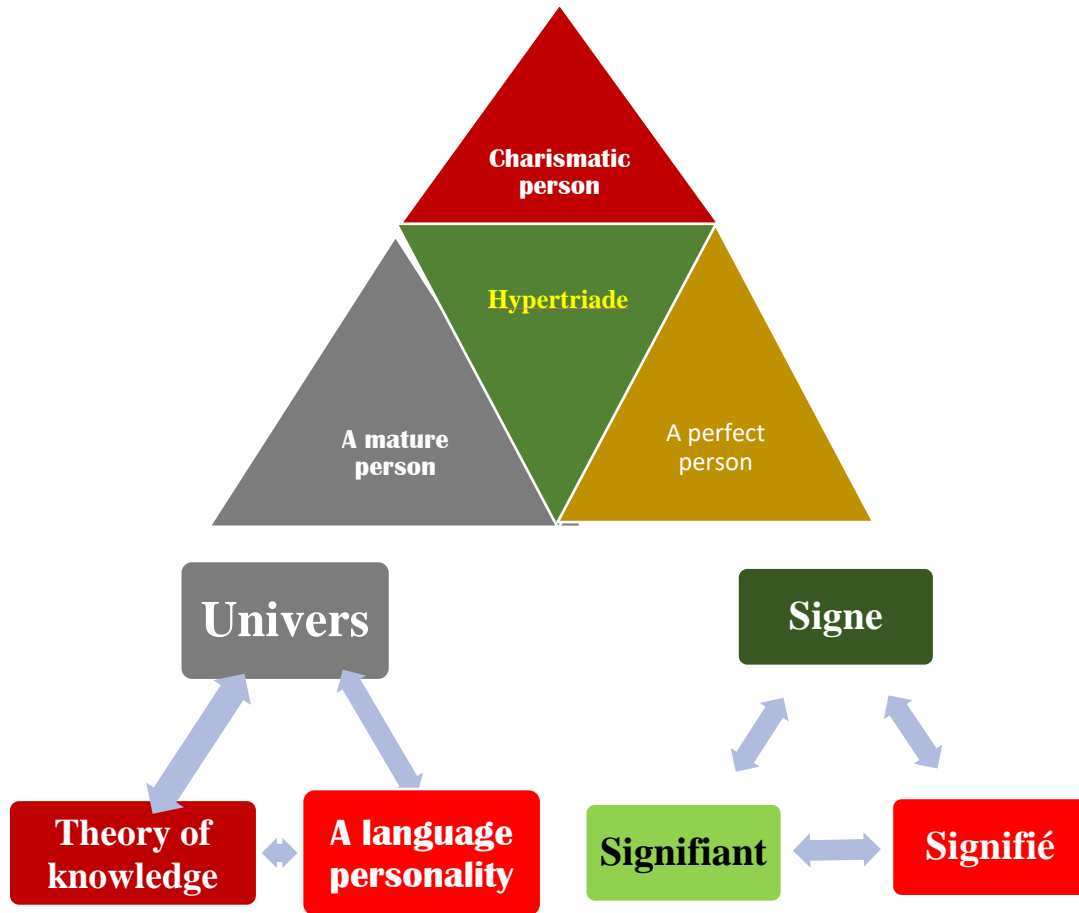 Charismatic
person
Hypertriade
A mature
person
A perfect
person
Univers
Signe
Theory of
knowledge
A language
personality
Signifiant
Signifié